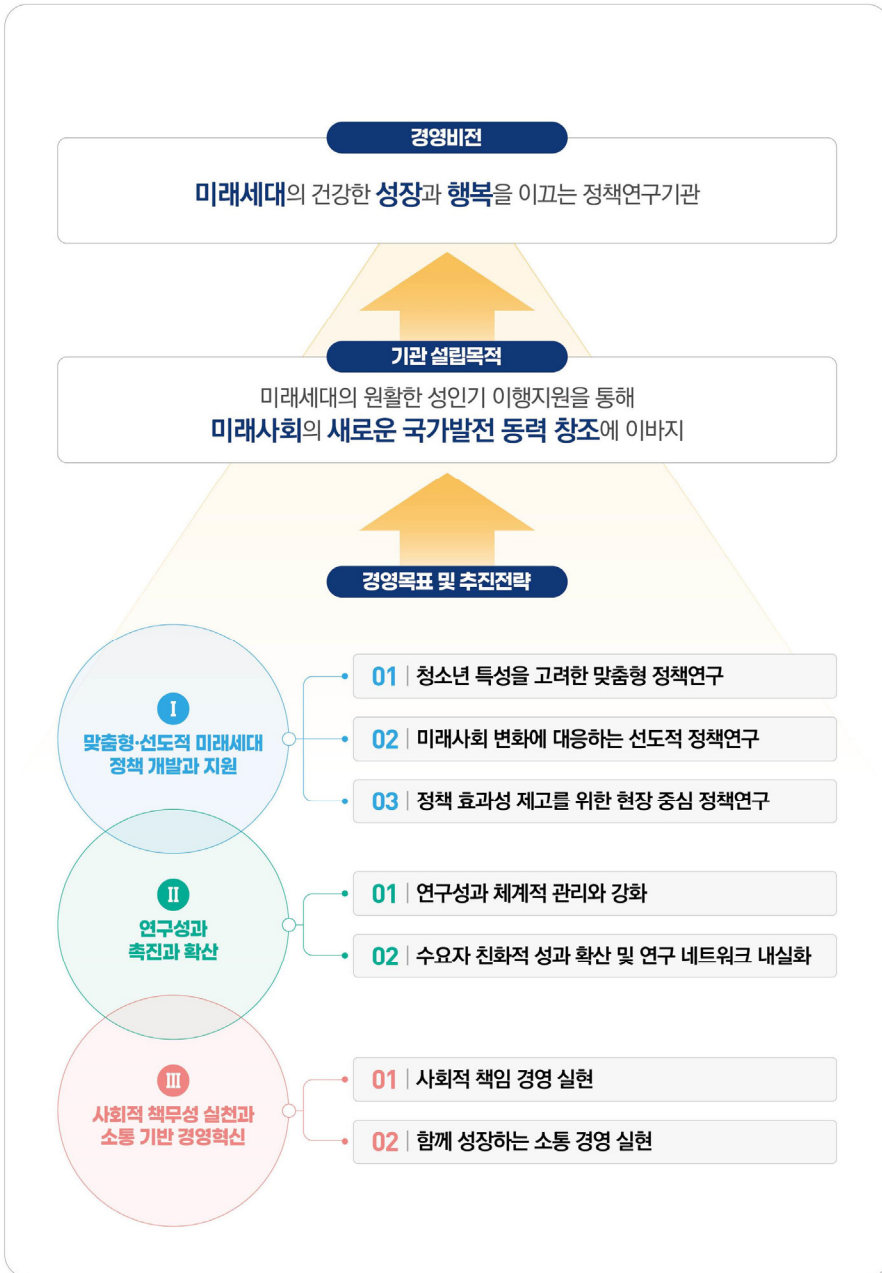 경영비전
미래세대의 건강한 성장과 행복을 이끄는 정책연구기관
기관 설립목적
미래세대의 원활한 성인기 이행지원을 통해
미래사회의 새로운 국가발전 동력 창조에 이바지
경영목표 및 추진전략
I
맞춤형·선도적 미래세대
정책 개발과 지원
01 | 청소년 특성을 고려한 맞춤형 정책연구
02 | 미래사회 변화에 대응하는 선도적 정책연구
03 | 정책 효과성 제고를 위한 현장 중심 정책연구
II
연구성과
촉진과 확산
01 | 연구성과 체계적 관리와 강화
02 | 수요자 친화적 성과 확산 및 연구 네트워크 내실화
III
사회적 책무성 실천과
소통 기반 경영혁신
01 | 사회적 책임 경영 실현
02 | 함께 성장하는 소통 경영 실현